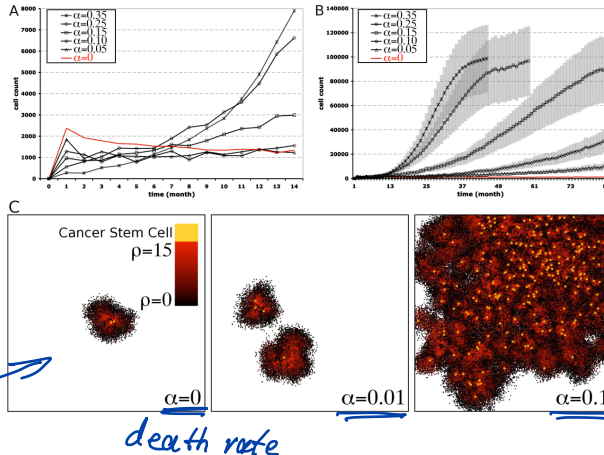 A
α=0.35
α=0.25
α=0.15
α=0.10
α=0.05
α=0
8000
7000
6000
5000
4000
3000
2000
1000
0
cell count
0 1 2 3 4 5 6 7 8 9 10 11 12 13 14
time (month)
B
α=0.35
α=0.25
α=0.15
α=0.10
α=0.05
α=0
140000
120000
100000
80000
60000
40000
20000
0
cell count
1 13 25 37 49 61 73
time (month)
C
Cancer Stem Cell
ρ=15
ρ=0
α=0
α=0.01
α=0.1
death rate